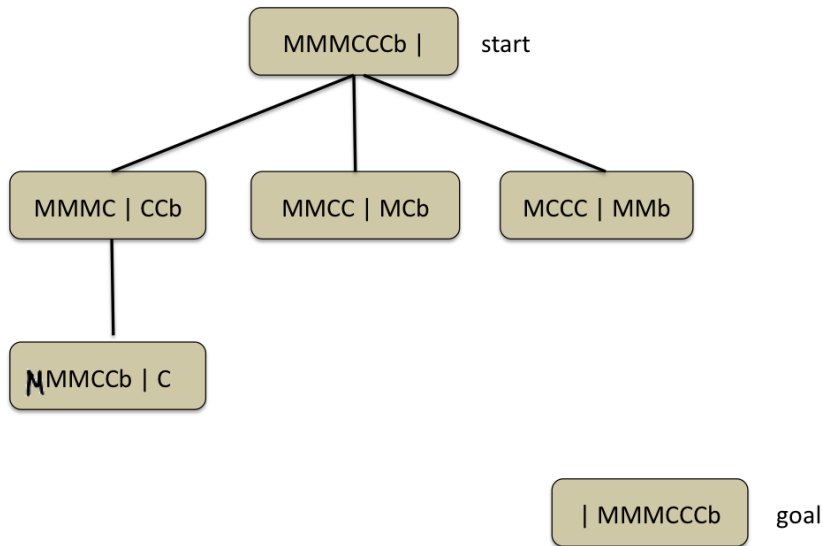 MMMCCCb | start
MMMC | CCb MMCC | MCb MCCC | MMb
MMMCCb | C
| MMMCCCb goal